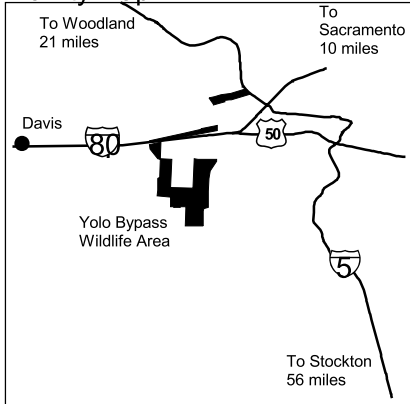 To Woodland
21 miles
To
Sacramento
10 miles
Davis
80
50
Yolo Bypass
Wildlife Area
5
To Stockton
56 miles